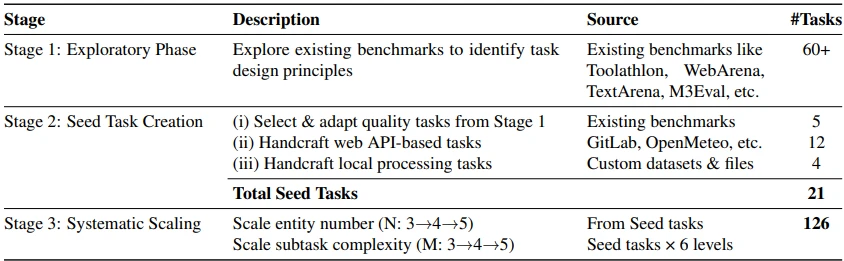 Stage Description Source #Tasks
Stage 1: Exploratory Phase Explore existing benchmarks to identify task Existing benchmarks like 60+
design principles Toolathlon, WebArena,
TextArena, M3Eval, etc.
Stage 2: Seed Task Creation (i) Select & adapt quality tasks from Stage 1 Existing benchmarks 5
(ii) Handcraft web API-based tasks GitLab, OpenMeteo, etc. 12
(iii) Handcraft local processing tasks Custom datasets & files 4
Total Seed Tasks 21
Stage 3: Systematic Scaling Scale entity number (N: 3→4→5) From Seed tasks 126
Scale subtask complexity (M: 3→4→5) Seed tasks × 6 levels